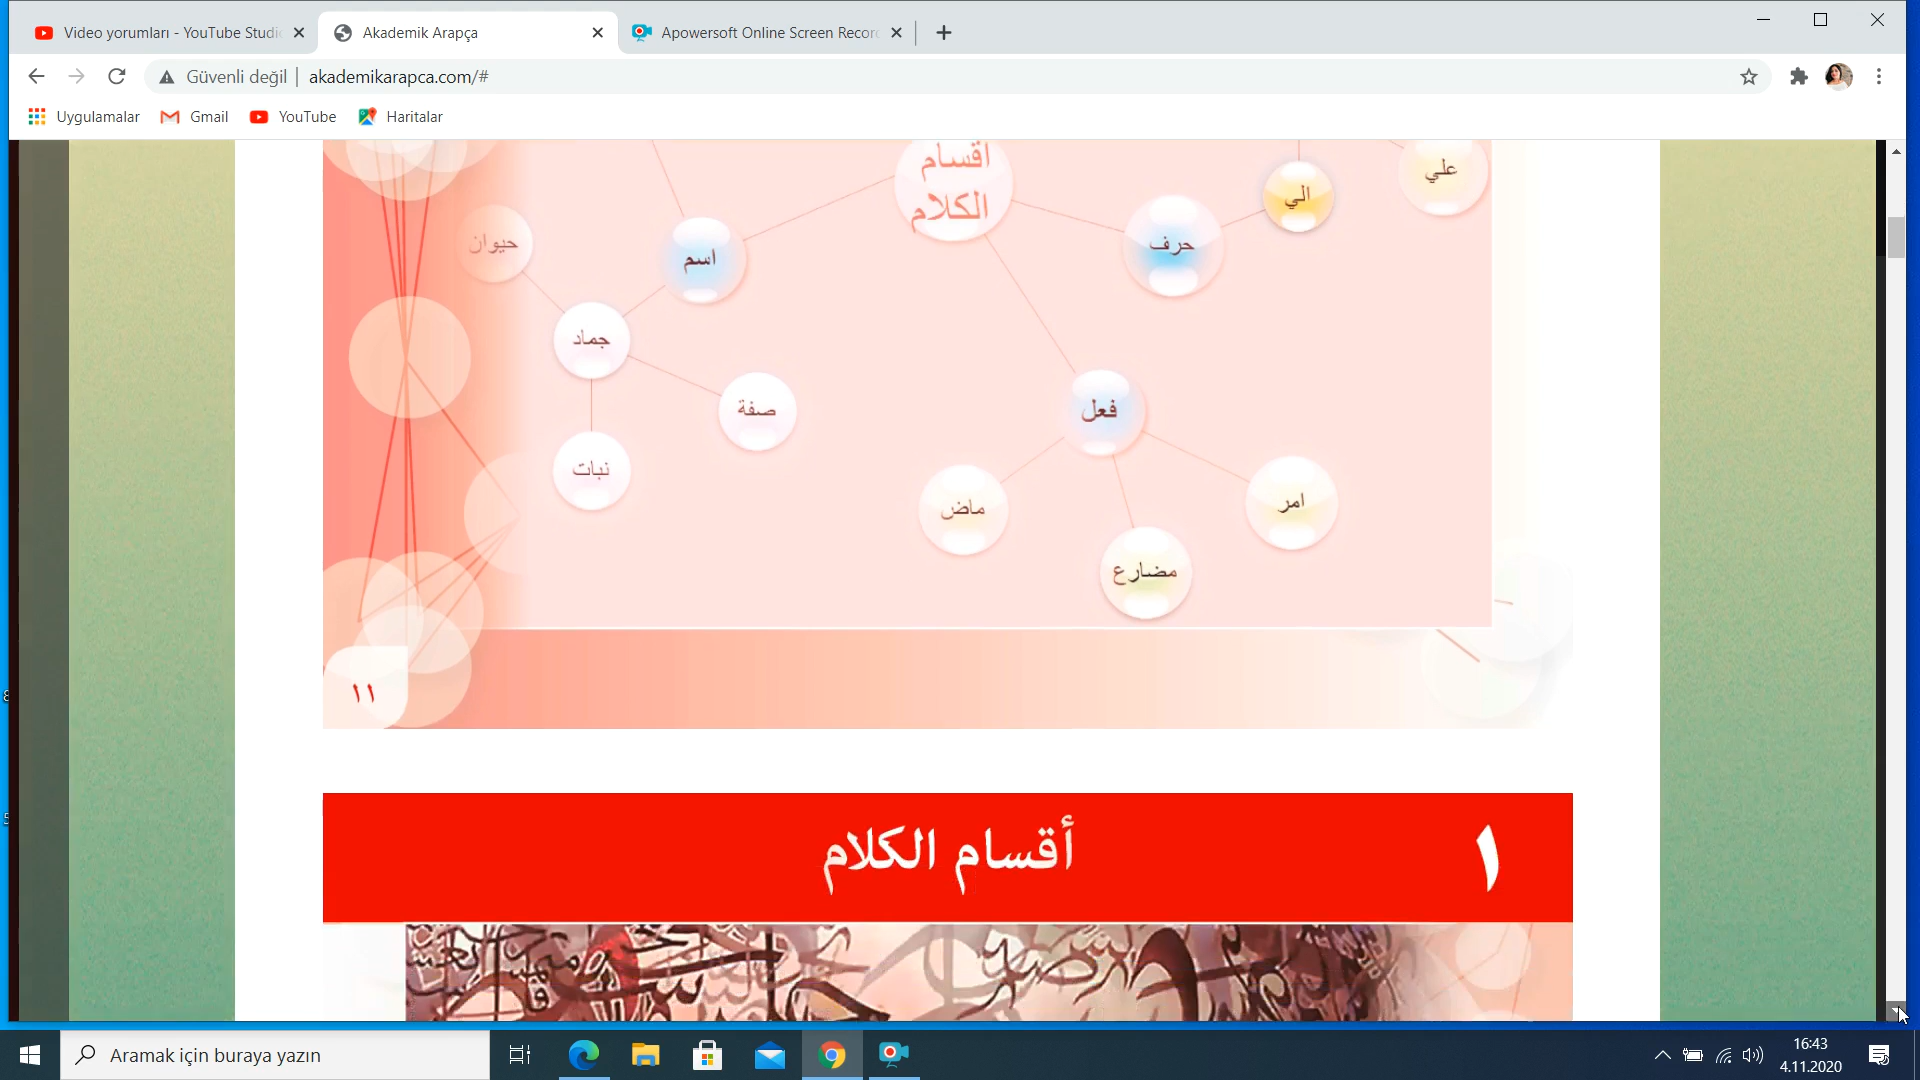 Video yorumları - YouTube Studi
Akademik Arapça
Apowersoft Online Screen Recor
Güvenli değil | akademikarapca.com/#
Uygulamalar
Gmail
YouTube
Haritalar
أقسام
الكلام
علي
الي
حرف
حيوان
اسم
جماد
صفة
فعل
نبات
ماض
امر
مضارع
١١
أقسام الكلام
١
Aramak için buraya yazın
16:43
4.11.2020